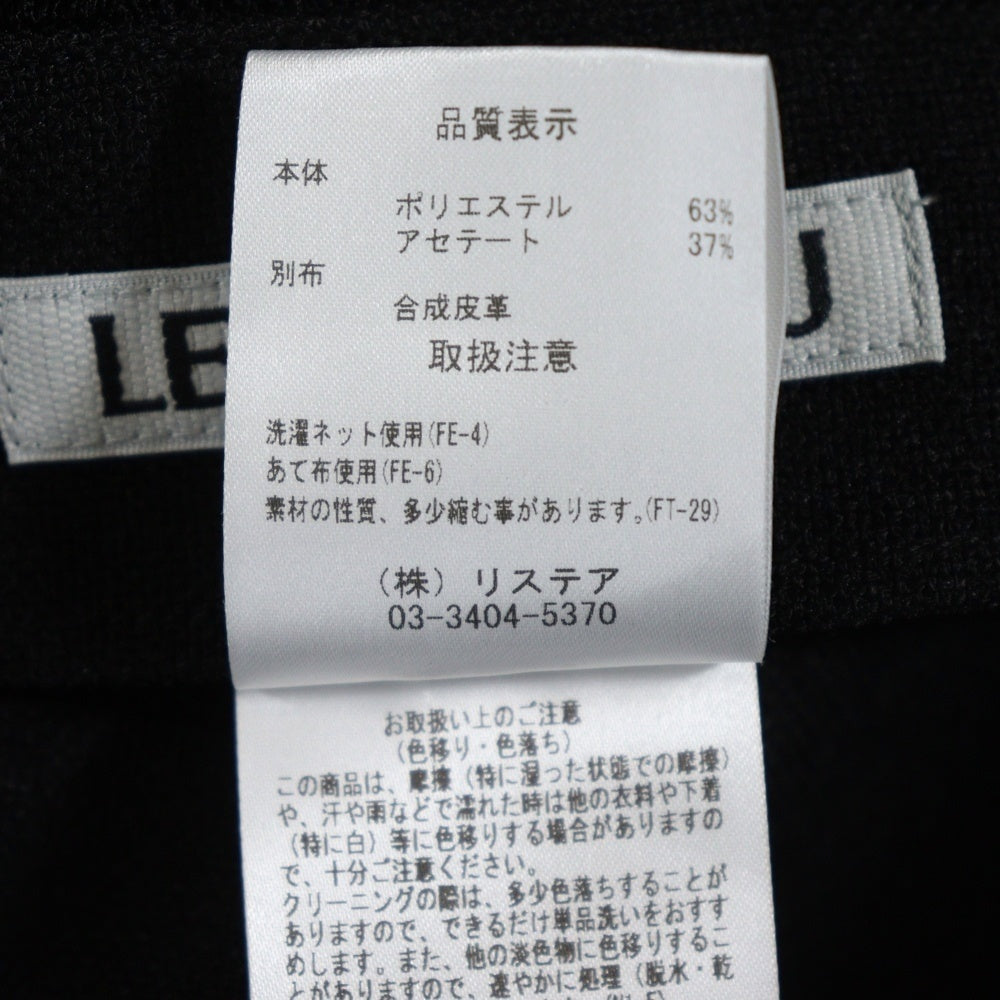 品質表示
本体
ポリエステル 63%
アセテート 37%
別布
合成皮革
取扱注意
洗濯ネット使用(FE-4)
あて布使用(FE-6)
素材の性質、多少縮む事があります。(FT-29)
(株) リステア
03-3404-5370
LE U
お取扱い上のご注意
(色移り・色落ち)
この商品は、摩擦(特に湿った状態での摩擦)
や、汗や雨などで濡れた時は他の衣料や下着
(特に白)等に色移りする場合がありますの
で、十分ご注意ください。
クリーニングの際は、多少色落ちすることが
ありますので、できるだけ単品洗いをおすす
めします。また、他の淡色物に色移りするこ
とがありますので、速やかに処理(脱水・乾